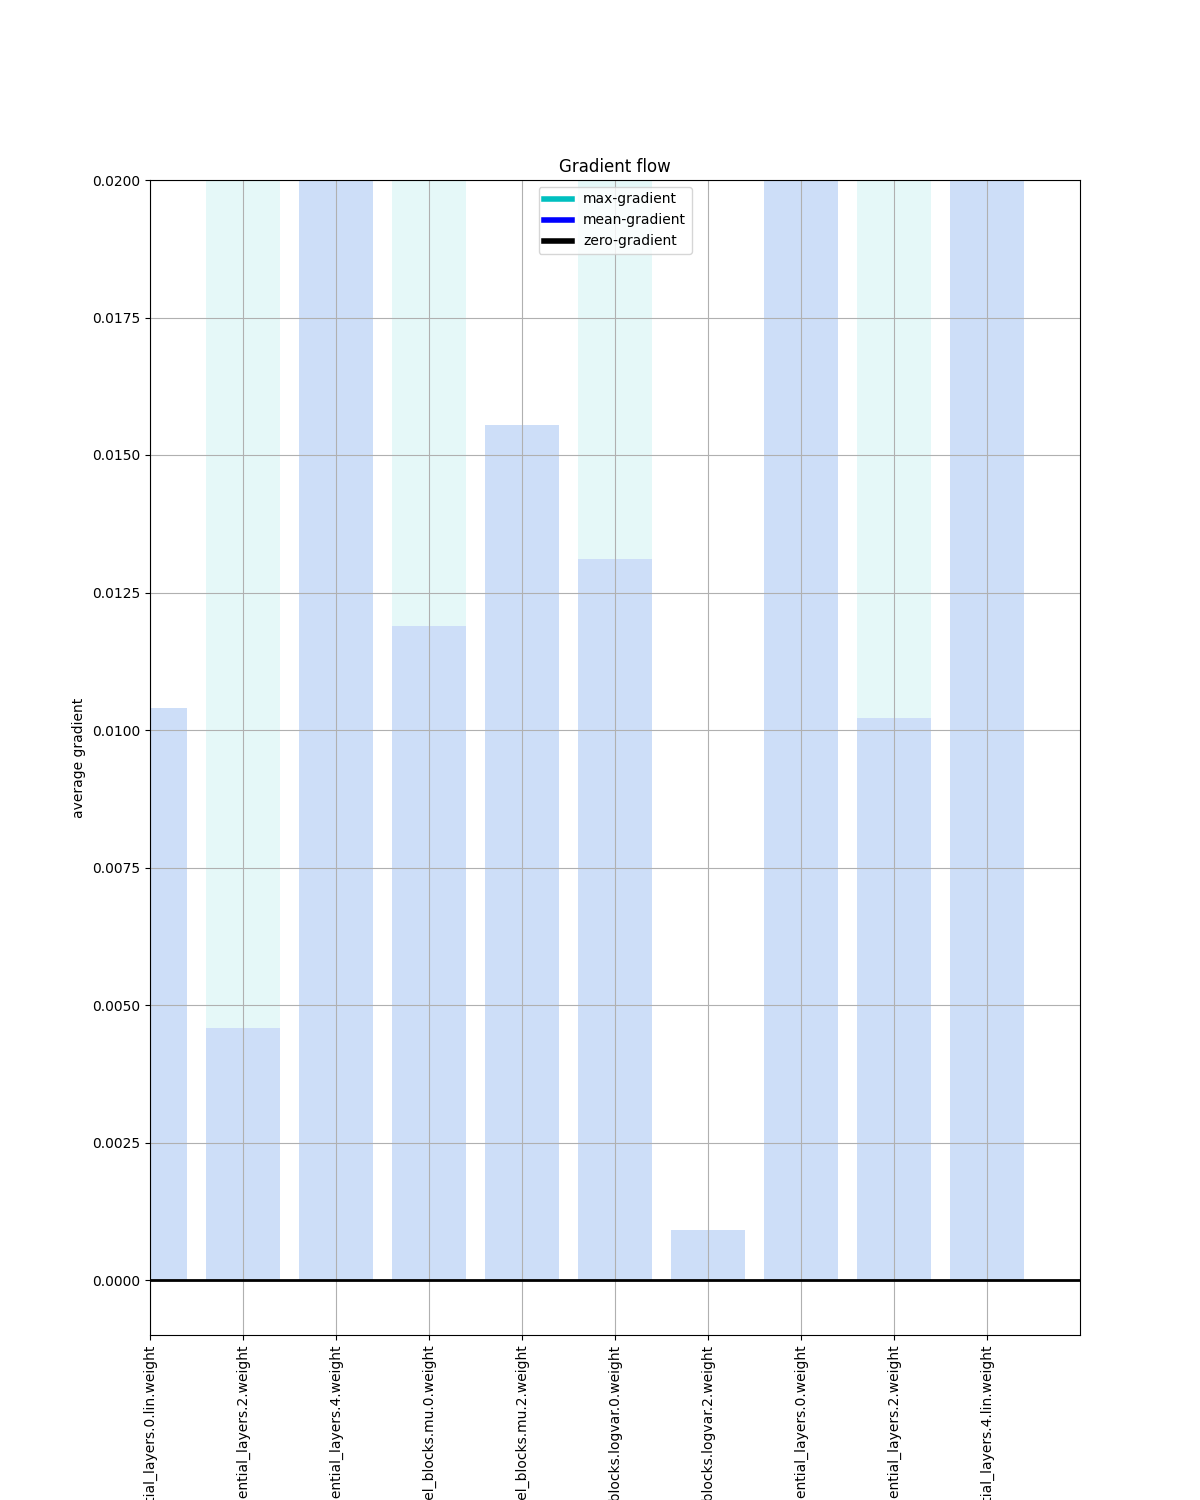 Gradient flow
max-gradient
mean-gradient
zero-gradient
0.0200
0.0175
0.0150
0.0125
0.0100
0.0075
0.0050
0.0025
0.0000
average gradient
tial_layers.0.lin.weight
ential_layers.2.weight
ential_layers.4.weight
el_blocks.mu.0.weight
el_blocks.mu.2.weight
blocks.logvar.0.weight
blocks.logvar.2.weight
ential_layers.0.weight
ential_layers.2.weight
tial_layers.4.lin.weight